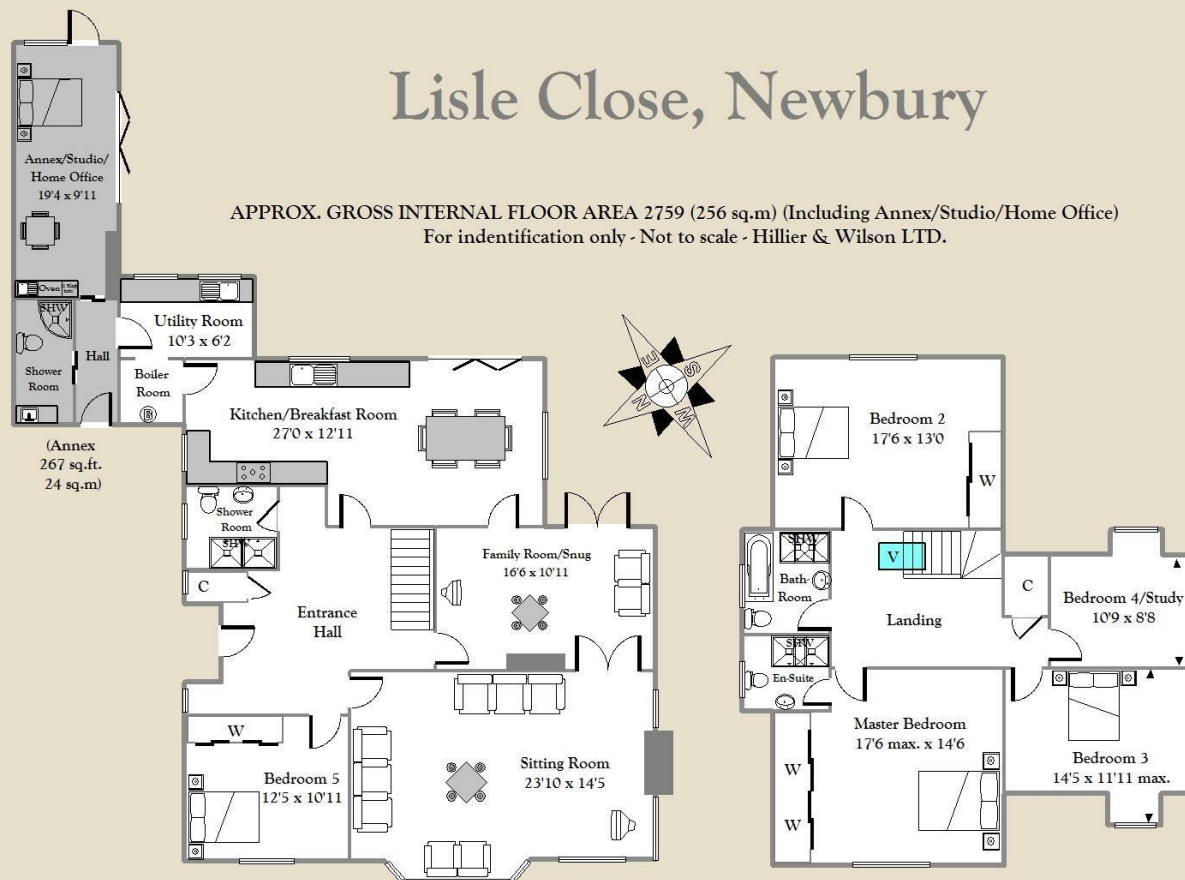 Lisle Close, Newbury
APPROX. GROSS INTERNAL FLOOR AREA 2759 (256 sq.m) (Including Annex/Studio/Home Office)
For indentification only - Not to scale - Hillier & Wilson LTD.
Annex/Studio/
Home Office
19'4 x 9'11
Oven
SHW
Shower
Room
Hall
(Annex
267 sq.ft.
24 sq.m)
Utility Room
10'3 x 6'2
Boiler
Room
B
Kitchen/Breakfast Room
27'0 x 12'11
Shower
Room
SHW
C
Entrance
Hall
Family Room/Snug
16'6 x 10'11
W
Bedroom 5
12'5 x 10'11
Sitting Room
23'10 x 14'5
E
S
N
W
Bedroom 2
17'6 x 13'0
W
SHW
Bath-
Room
V
Landing
C
Bedroom 4/Study
10'9 x 8'8
SHW
En-Suite
Master Bedroom
17'6 max. x 14'6
W
W
Bedroom 3
14'5 x 11'11 max.